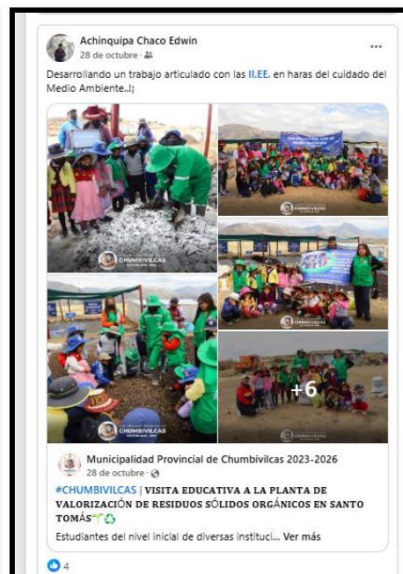 Achinquipa Chaco Edwin
28 de octubre ·
Desarrollando un trabajo articulado con las II.EE. en haras del cuidado del
Medio Ambiente..!¡
CHUMBIVILCAS
CHUMBIVILCAS
+6
Municipalidad Provincial de Chumbivilcas 2023-2026
28 de octubre ·
#CHUMBIVILCAS | VISITA EDUCATIVA A LA PLANTA DE
VALORIZACIÓN DE RESIDUOS SÓLIDOS ORGÁNICOS EN SANTO
TOMÁS
Estudiantes del nivel inicial de diversas instituci... Ver más
4